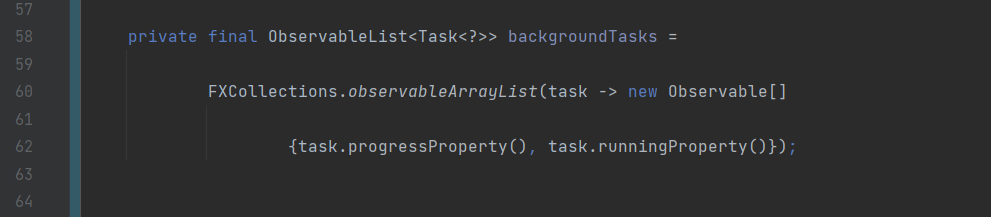 57
58 private final ObservableList<Task<?>> backgroundTasks =
59
60 FXCollections.observableArrayList(task -> new Observable[]
61
62 {task.progressProperty(), task.runningProperty()});
63
64